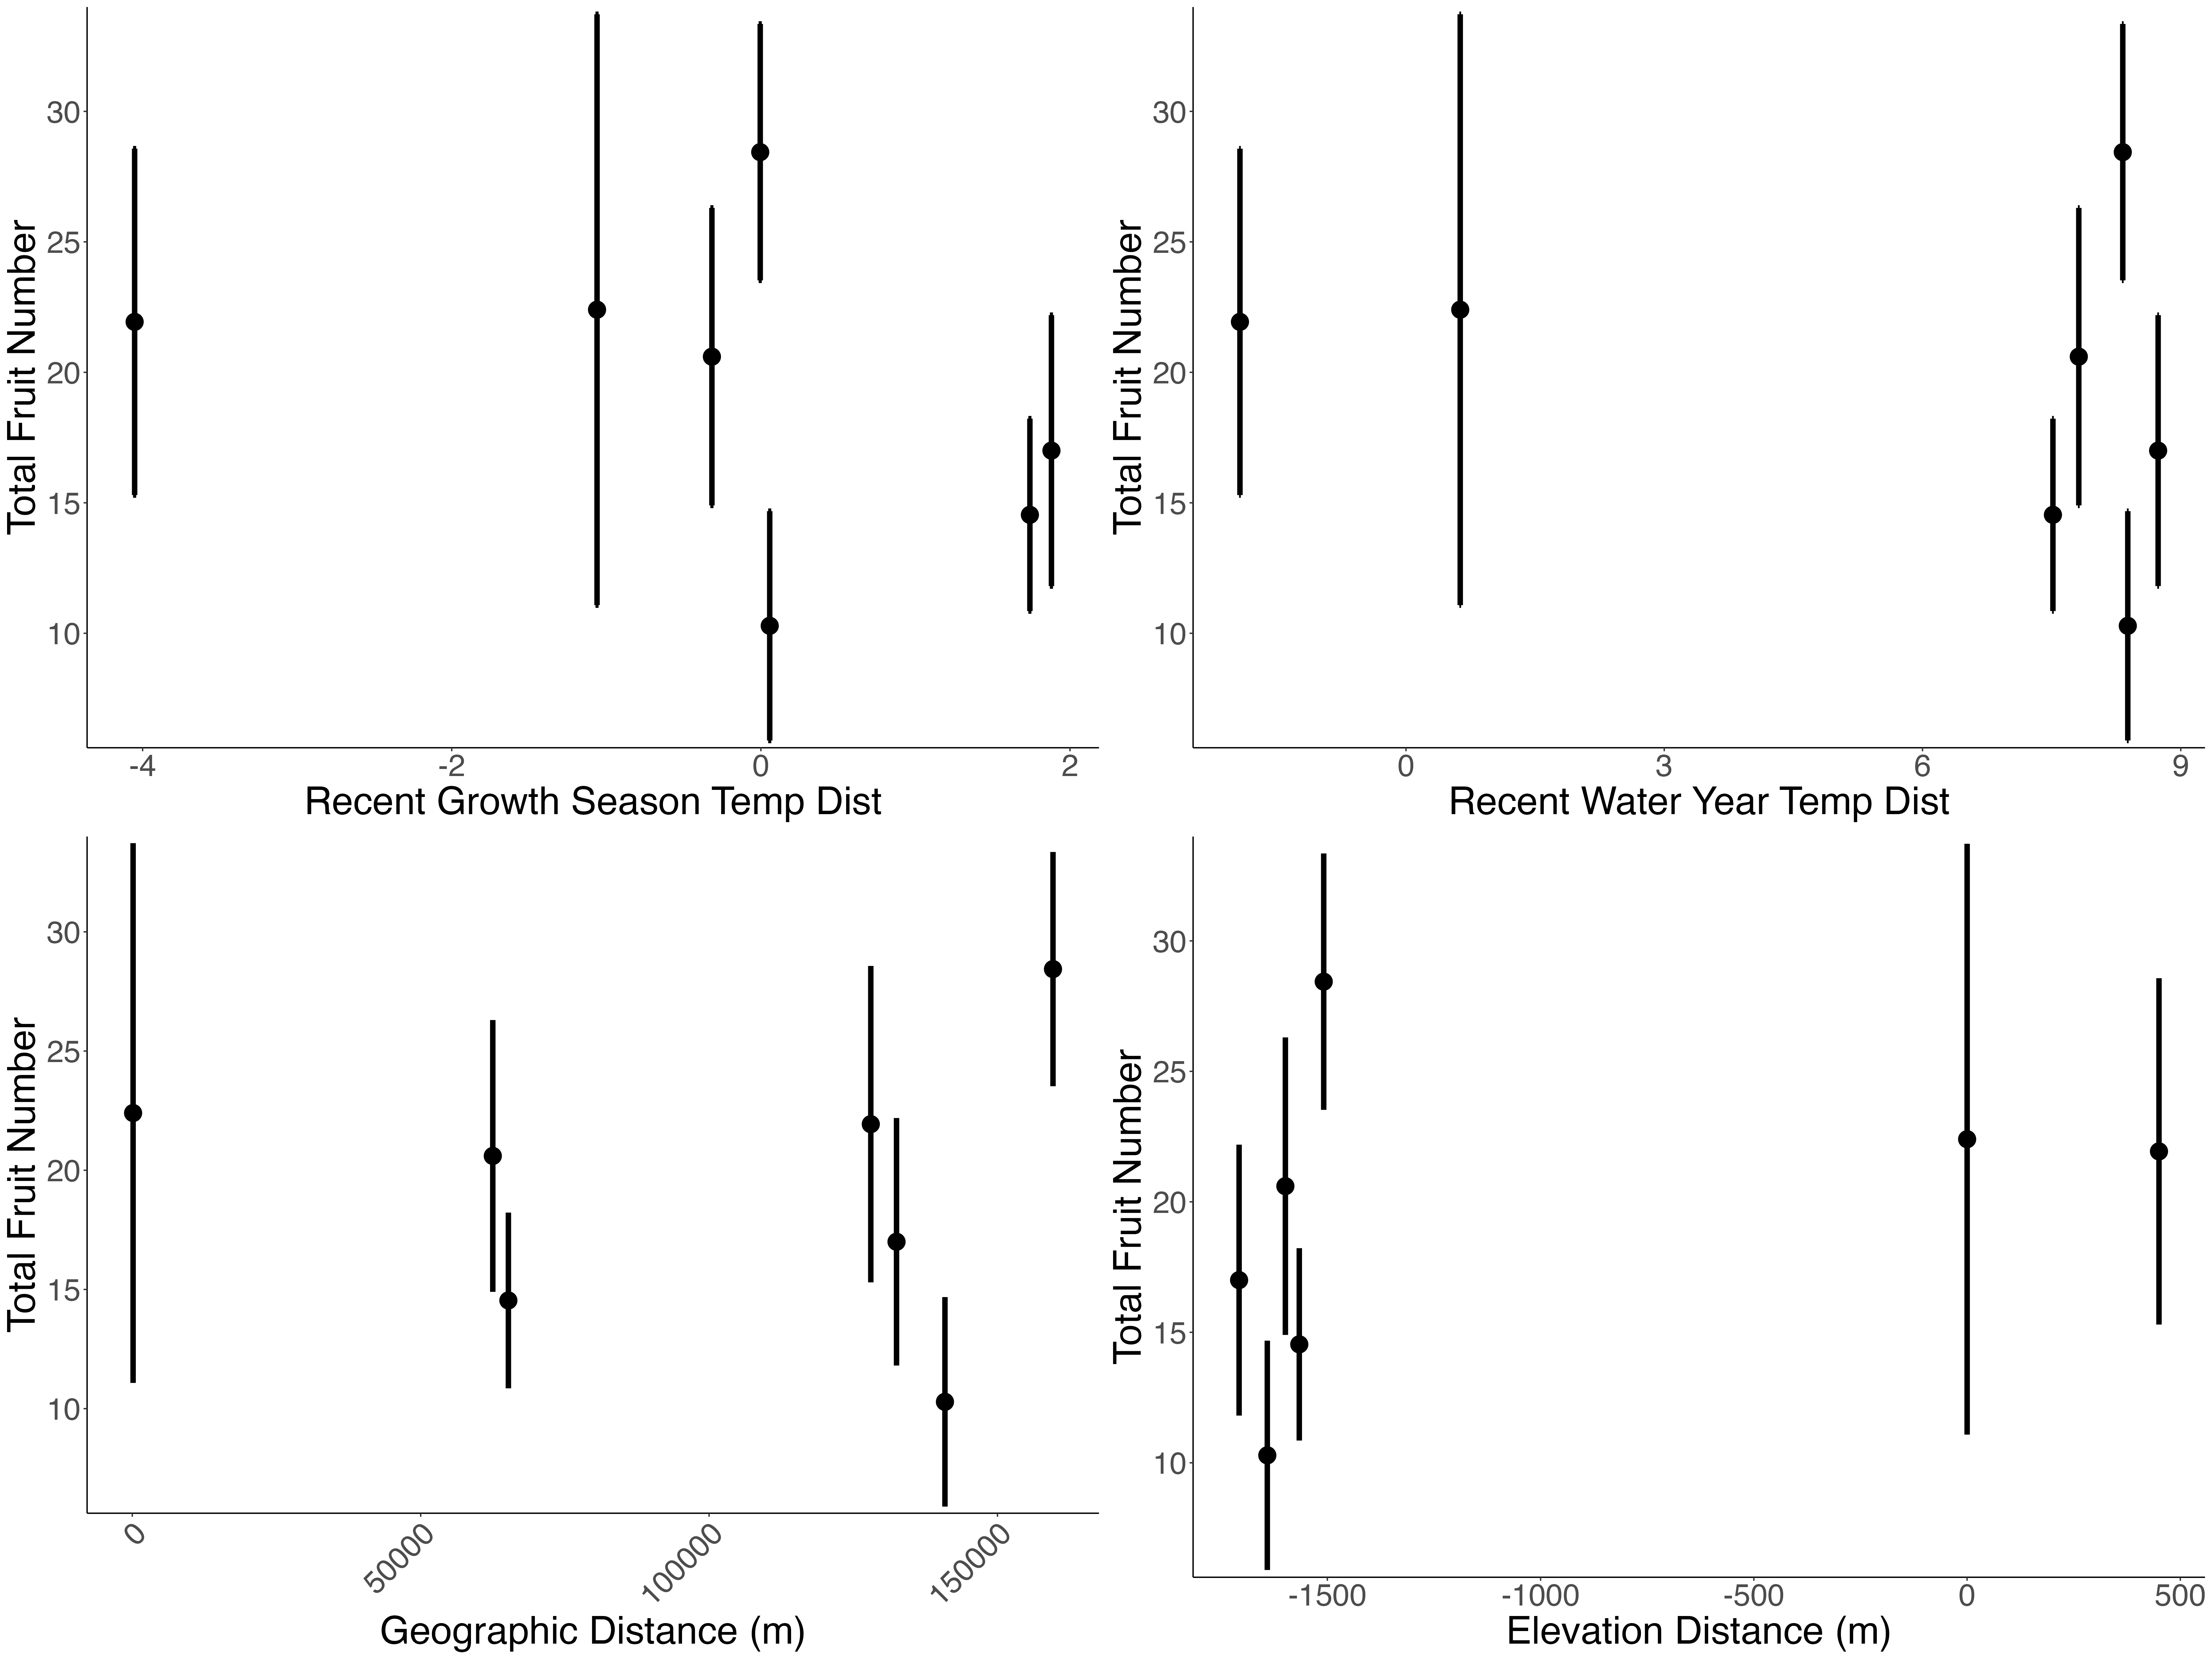 Total Fruit Number
30
25
20
15
10
-4 -2 0 2
Recent Growth Season Temp Dist
Total Fruit Number
30
25
20
15
10
0 3 6 9
Recent Water Year Temp Dist
Total Fruit Number
30
25
20
15
10
0 50000 100000 150000
Geographic Distance (m)
Total Fruit Number
30
25
20
15
10
-1500 -1000 -500 0 500
Elevation Distance (m)